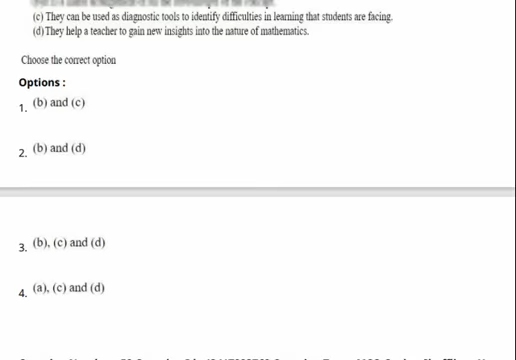 (c) They can be used as diagnostic tools to identify difficulties in learning that students are facing.
(d) They help a teacher to gain new insights into the nature of mathematics.
Choose the correct option
Options :
1. (b) and (c)
2. (b) and (d)
3. (b), (c) and (d)
4. (a), (c) and (d)